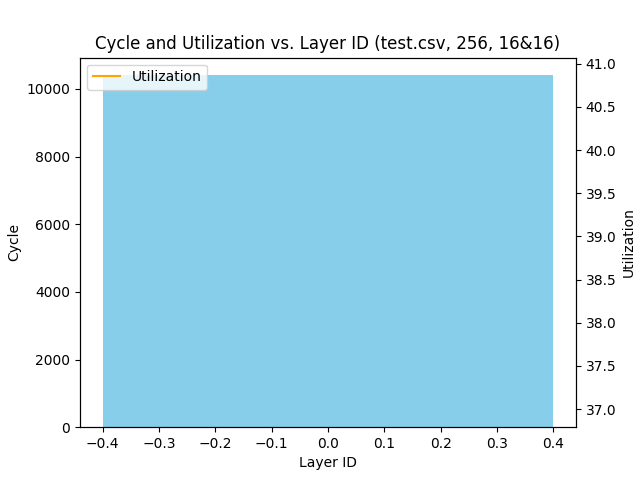 Cycle and Utilization vs. Layer ID (test.csv, 256, 16&16)
Utilization
Cycle
10000
8000
6000
4000
2000
0
41.0
40.5
40.0
39.5
39.0
38.5
38.0
37.5
37.0
Utilization
−0.4 −0.3 −0.2 −0.1 0.0 0.1 0.2 0.3 0.4
Layer ID